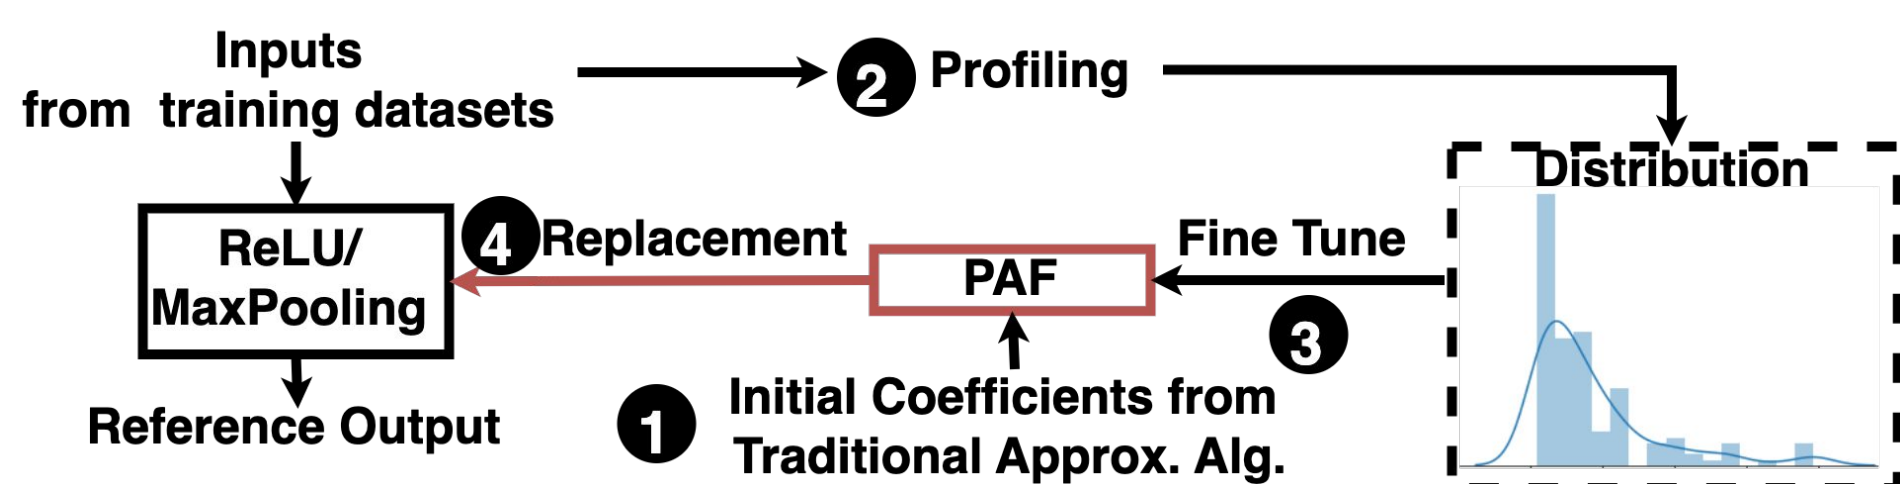 Inputs
from training datasets
2 Profiling
Distribution
ReLU/
MaxPooling
4 Replacement
PAF
Fine Tune
3
Reference Output
1
Initial Coefficients from
Traditional Approx. Alg.